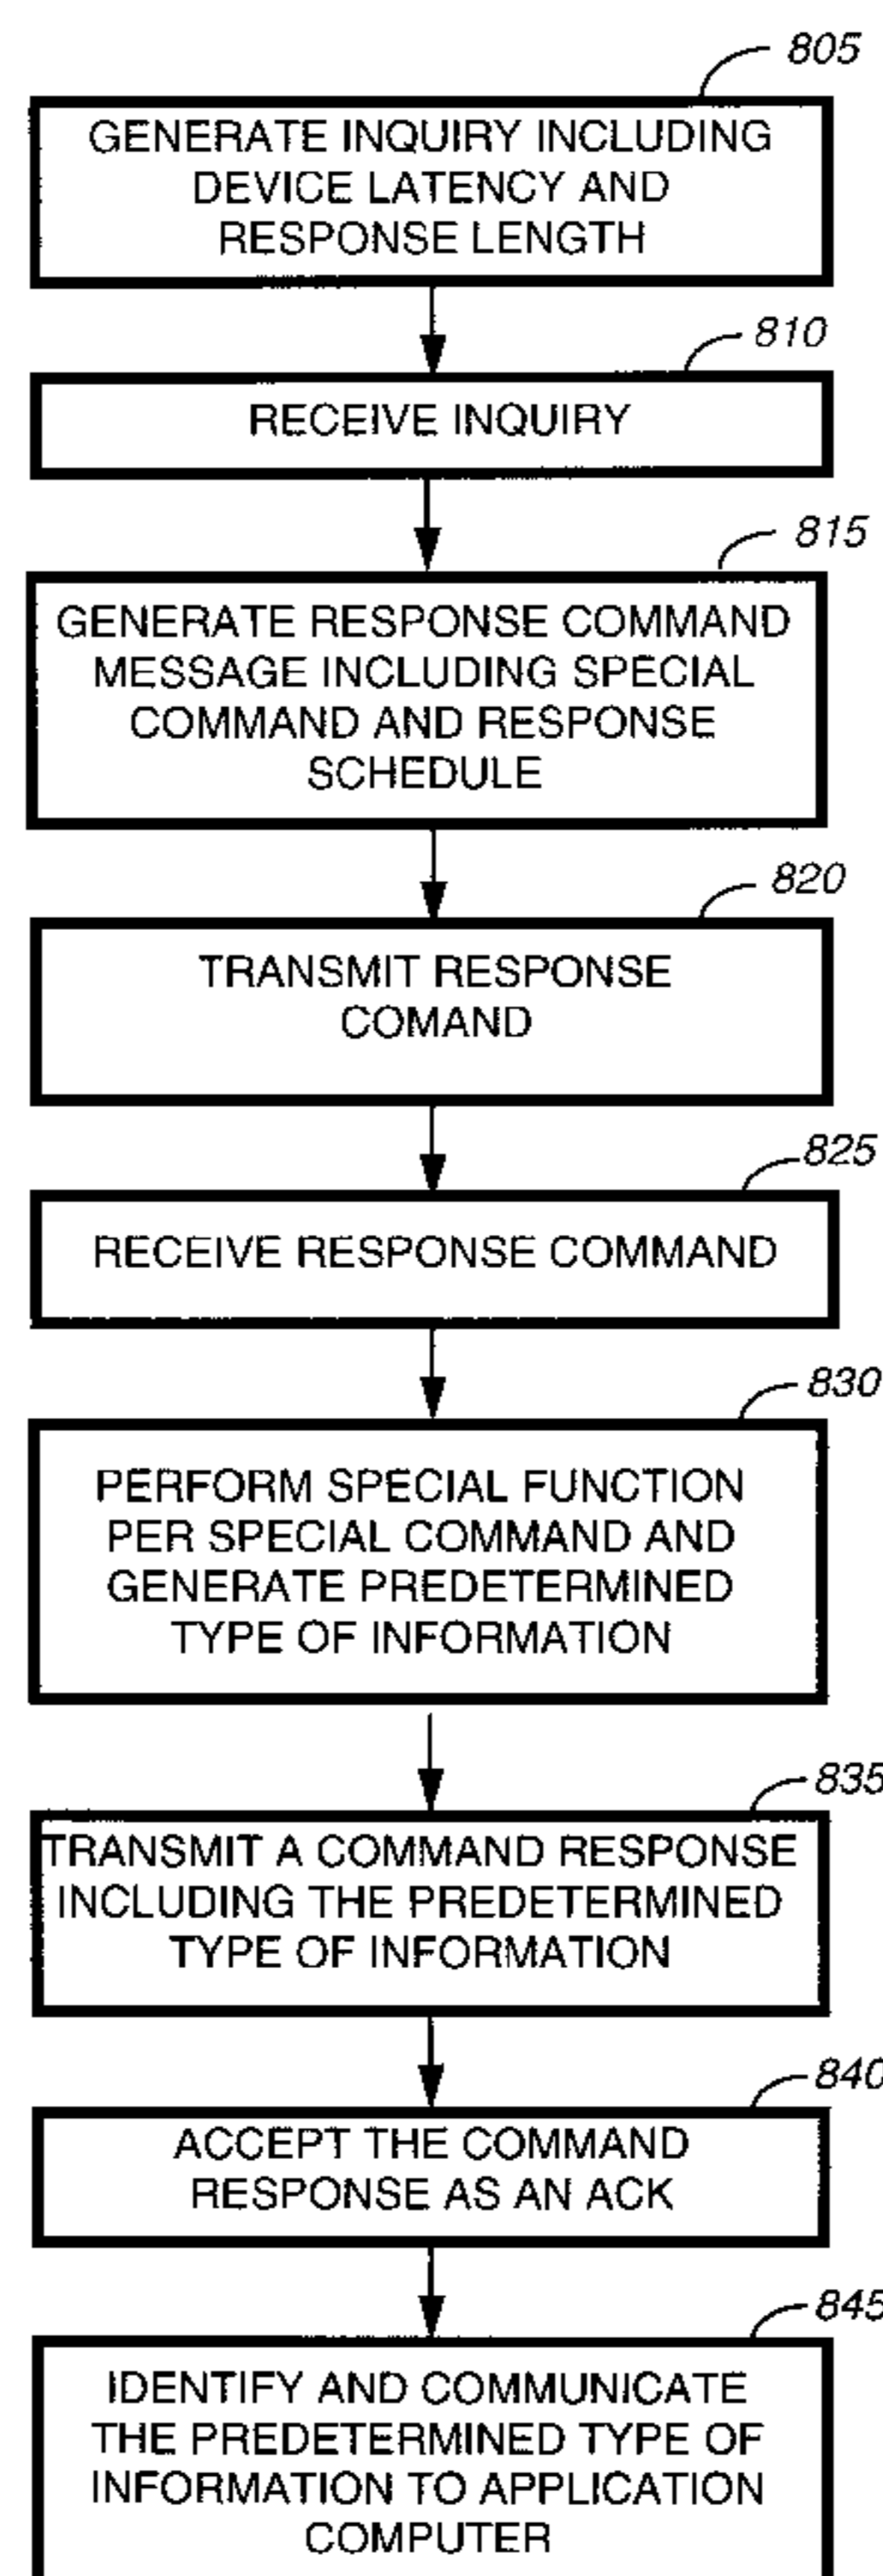 805
GENERATE INQUIRY INCLUDING
DEVICE LATENCY AND
RESPONSE LENGTH
810
RECEIVE INQUIRY
815
GENERATE RESPONSE COMMAND
MESSAGE INCLUDING SPECIAL
COMMAND AND RESPONSE
SCHEDULE
820
TRANSMIT RESPONSE
COMAND
825
RECEIVE RESPONSE COMMAND
830
PERFORM SPECIAL FUNCTION
PER SPECIAL COMMAND AND
GENERATE PREDETERMINED
TYPE OF INFORMATION
835
TRANSMIT A COMMAND RESPONSE
INCLUDING THE PREDETERMINED
TYPE OF INFORMATION
840
ACCEPT THE COMMAND
RESPONSE AS AN ACK
845
IDENTIFY AND COMMUNICATE
THE PREDETERMINED TYPE OF
INFORMATION TO APPLICATION
COMPUTER